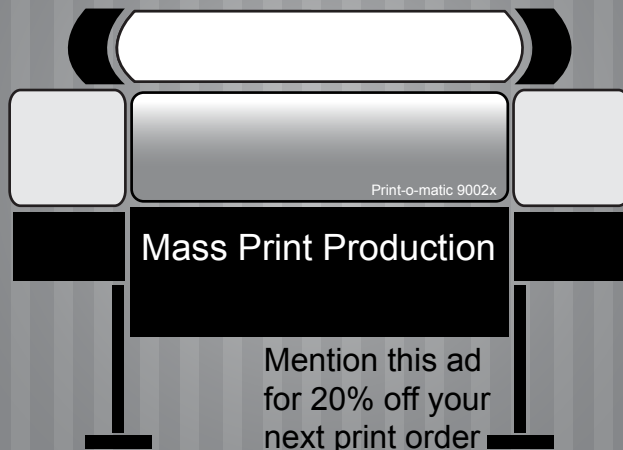 Print-o-matic 9002x
Mass Print Production
Mention this ad
for 20% off your
next print order